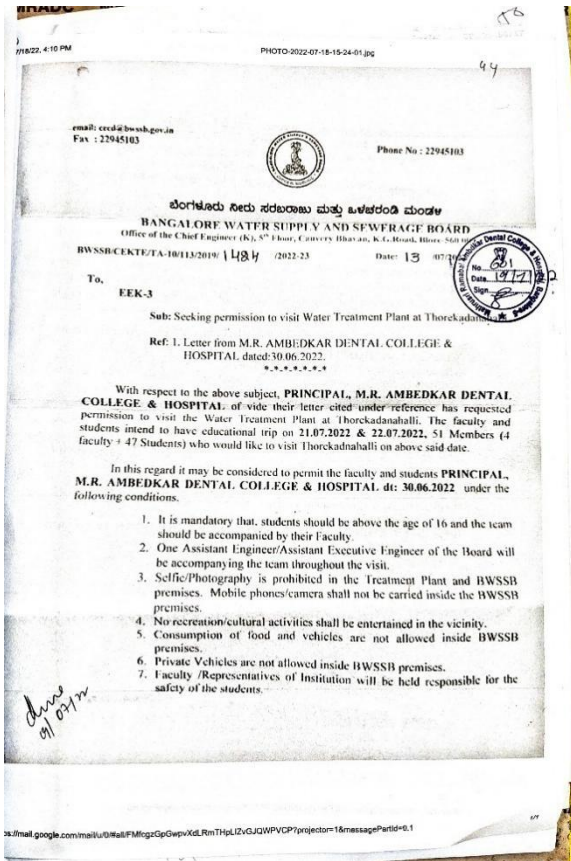 7/18/22, 4:10 PM
PHOTO-2022-07-18-15-24-01.jpg
44
email: crcd@bwssb.gov.in
Fax : 22945103
Phone No : 22945103
ಬೆಂಗಳೂರು ನೀರು ಸರಬರಾಜು ಮತ್ತು ಒಳಚರಂಡಿ ಮಂಡಳಿ
BANGALORE WATER SUPPLY AND SEWERAGE BOARD
Office of the Chief Engineer (K), 5th Floor, Cauvery Bhavan, K.G.Road, Blore-560
BWSSB/CEKTE/TA-10/113/2019/ 1484 /2022-23 Date: 13 /07/
Dental College &
No. 661
Date
Sign
To,
EEK-3
Sub: Seeking permission to visit Water Treatment Plant at Thorekadanahalli.
Ref: 1. Letter from M.R. AMBEDKAR DENTAL COLLEGE &
HOSPITAL dated:30.06.2022.
*-*-*-*-*-*-*
With respect to the above subject, PRINCIPAL, M.R. AMBEDKAR DENTAL
COLLEGE & HOSPITAL of vide their letter cited under reference has requested
permission to visit the Water Treatment Plant at Thorekadanahalli. The faculty and
students intend to have educational trip on 21.07.2022 & 22.07.2022, 51 Members (4
faculty + 47 Students) who would like to visit Thorekadnahalli on above said date.
In this regard it may be considered to permit the faculty and students PRINCIPAL,
M.R. AMBEDKAR DENTAL COLLEGE & HOSPITAL dt: 30.06.2022 under the
following conditions.
1. It is mandatory that, students should be above the age of 16 and the team
should be accompanied by their Faculty.
2. One Assistant Engineer/Assistant Executive Engineer of the Board will
be accompanying the team throughout the visit.
3. Selfie/Photography is prohibited in the Treatment Plant and BWSSB
premises. Mobile phones/camera shall not be carried inside the BWSSB
premises.
4. No recreation/cultural activities shall be entertained in the vicinity.
5. Consumption of food and vehicles are not allowed inside BWSSB
premises.
6. Private Vehicles are not allowed inside BWSSB premises.
7. Faculty /Representatives of Institution will be held responsible for the
safety of the students.
1/1